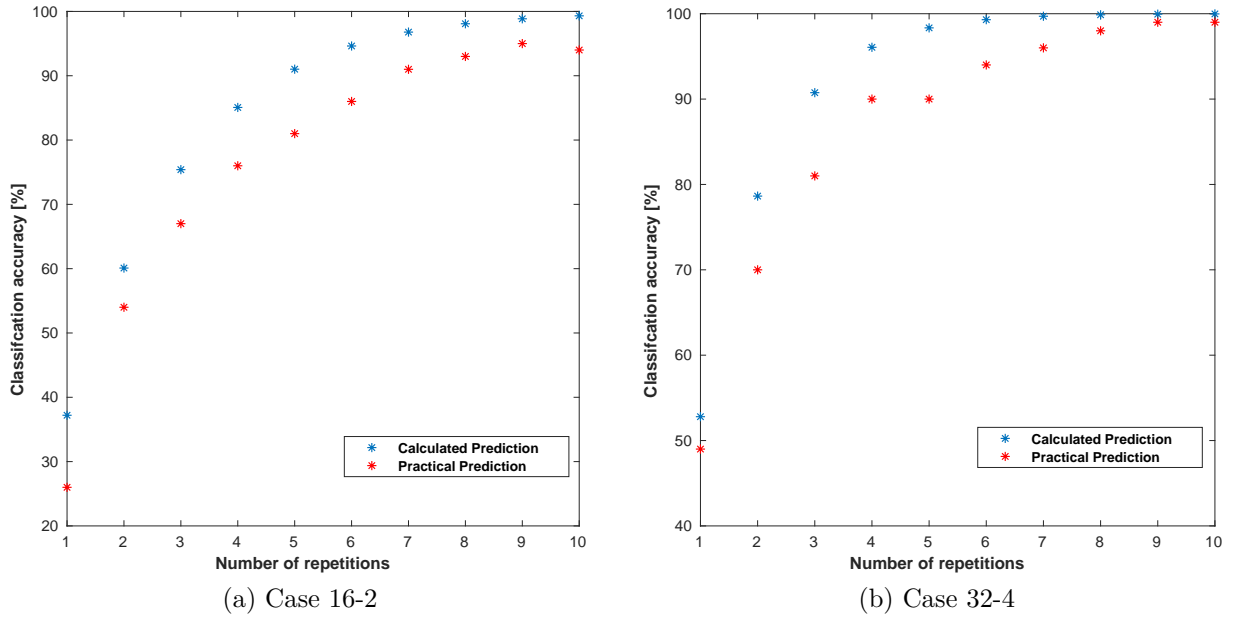 100
90
80
70
60
50
40
30
20
Classifcation accuracy [%]
1 2 3 4 5 6 7 8 9 10
Number of repetitions
Calculated Prediction
Practical Prediction
(a) Case 16-2
100
90
80
70
60
50
40
Classifcation accuracy [%]
1 2 3 4 5 6 7 8 9 10
Number of repetitions
Calculated Prediction
Practical Prediction
(b) Case 32-4